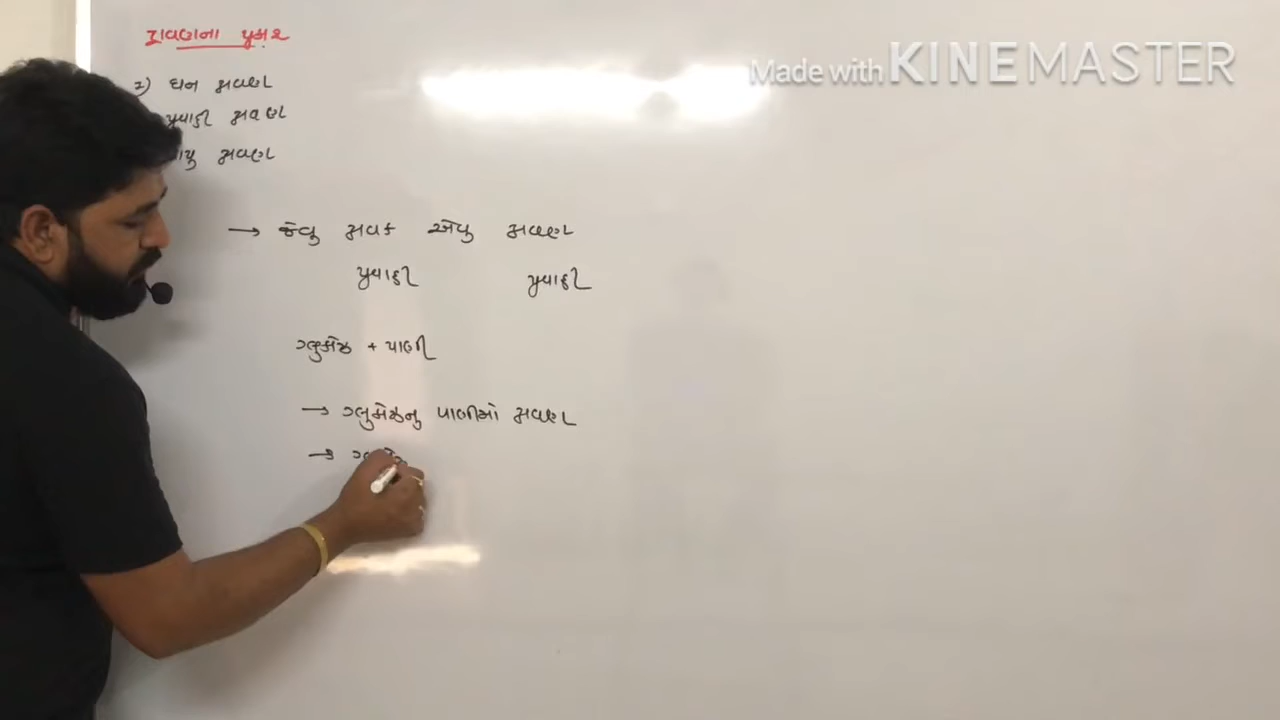 દ્રાવણના પ્રકાર
Made with KINEMASTER
૨) ઘન દ્રાવણ
પ્રવાહી દ્રાવણ
વાયુ દ્રાવણ
→ જેવુ દ્રાવક એવુ દ્રાવણ
પ્રવાહી પ્રવાહી
ગ્લુકોઝ + પાણી
→ ગ્લુકોઝનુ પાણીમાં દ્રાવણ
→